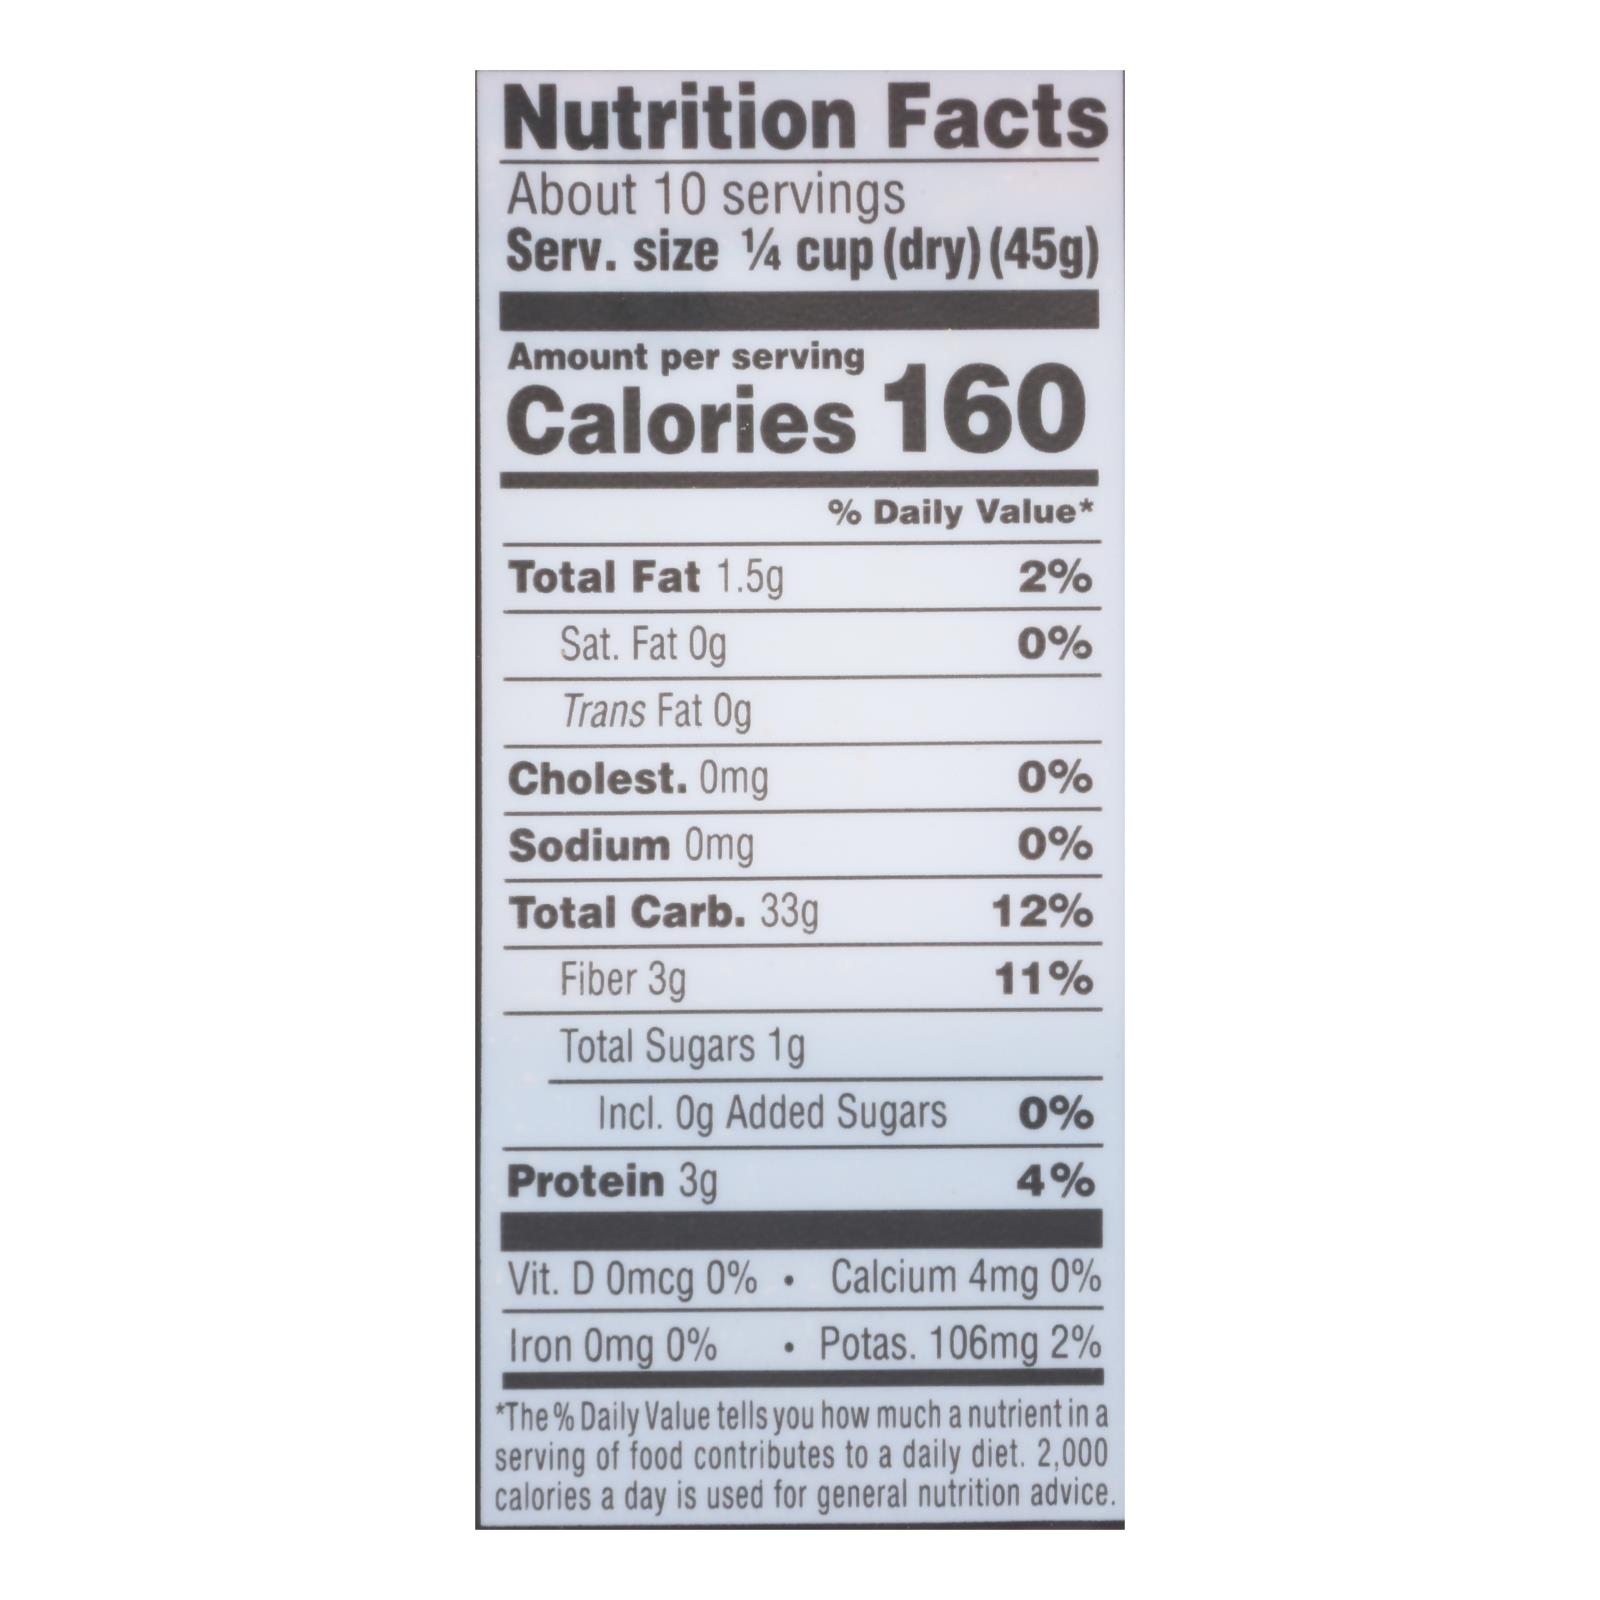 Nutrition Facts
About 10 servings
Serv. size ¼ cup (dry) (45g)
Amount per serving
Calories 160
% Daily Value*
Total Fat 1.5g 2%
Sat. Fat 0g 0%
Trans Fat 0g
Cholest. 0mg 0%
Sodium 0mg 0%
Total Carb. 33g 12%
Fiber 3g 11%
Total Sugars 1g
Incl. 0g Added Sugars 0%
Protein 3g 4%
Vit. D 0mcg 0% • Calcium 4mg 0%
Iron 0mg 0% • Potas. 106mg 2%
*The % Daily Value tells you how much a nutrient in a
serving of food contributes to a daily diet. 2,000
calories a day is used for general nutrition advice.